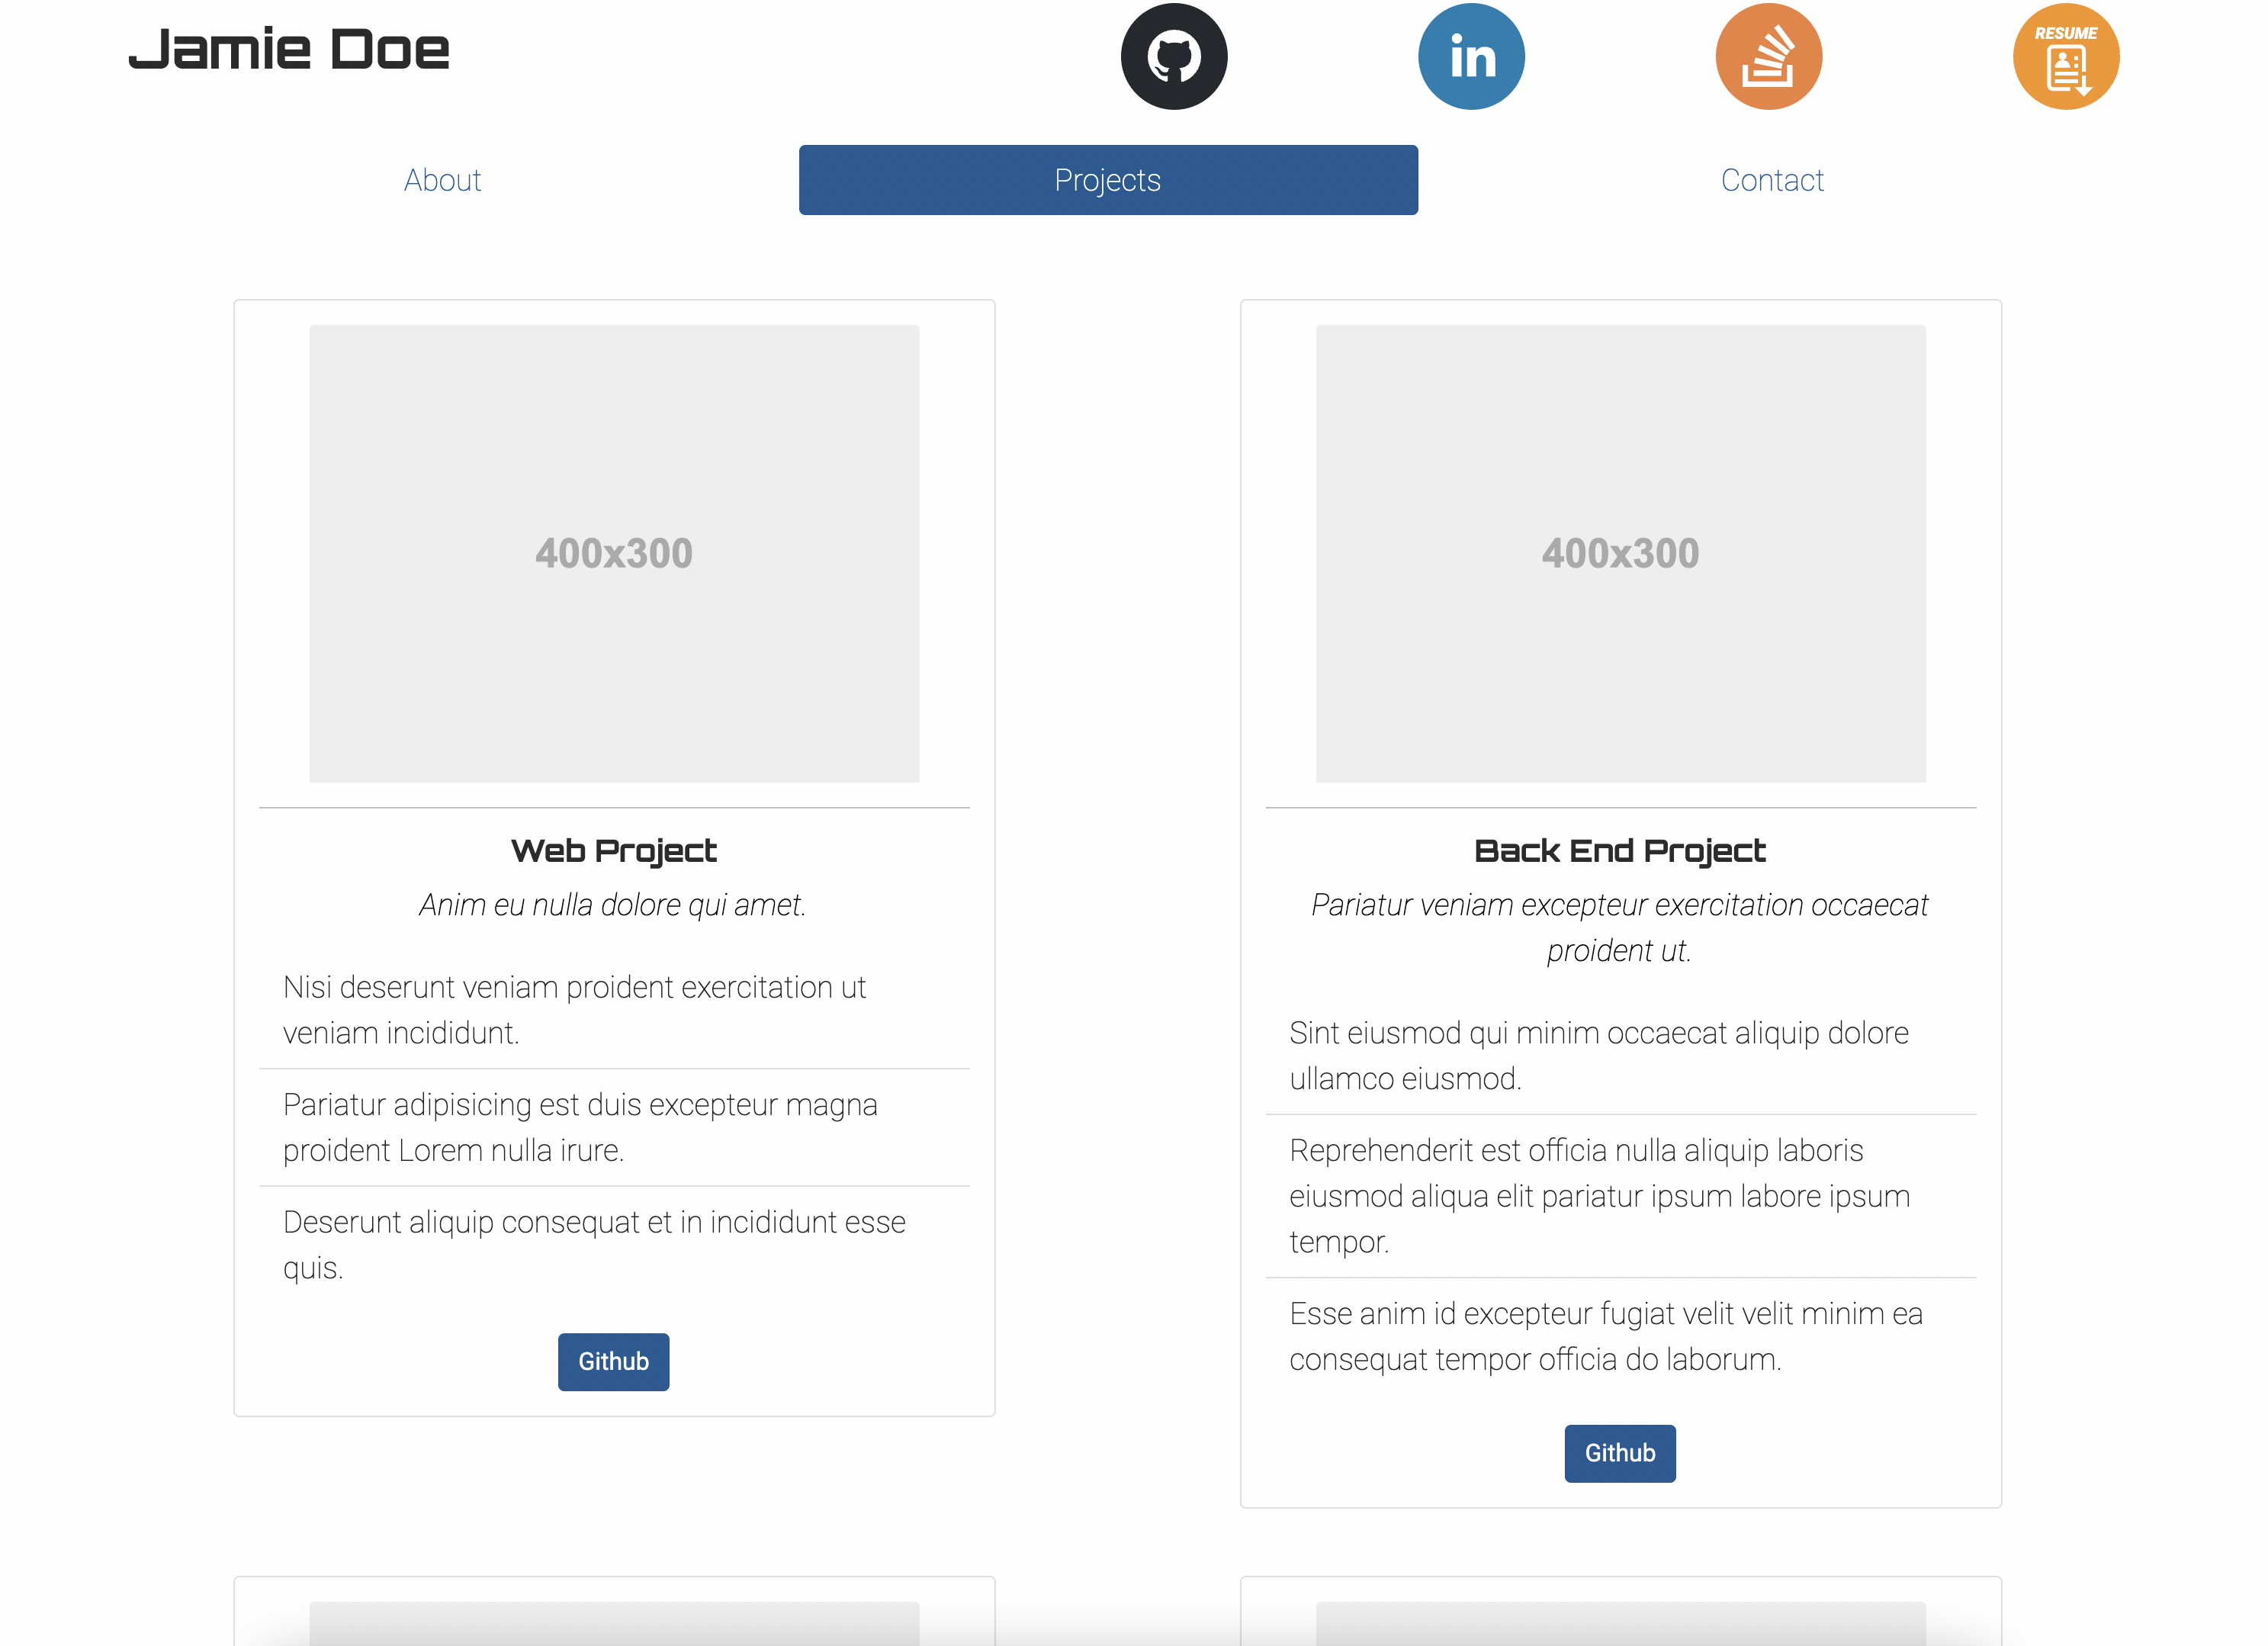 Jamie Doe
in
RESUME
About
Projects
Contact
400x300
Web Project
Anim eu nulla dolore qui amet.
Nisi deserunt veniam proident exercitation ut
veniam incididunt.
Pariatur adipisicing est duis excepteur magna
proident Lorem nulla irure.
Deserunt aliquip consequat et in incididunt esse
quis.
Github
400x300
Back End Project
Pariatur veniam excepteur exercitation occaecat
proident ut.
Sint eiusmod qui minim occaecat aliquip dolore
ullamco eiusmod.
Reprehenderit est officia nulla aliquip laboris
eiusmod aliqua elit pariatur ipsum labore ipsum
tempor.
Esse anim id excepteur fugiat velit velit minim ea
consequat tempor officia do laborum.
Github